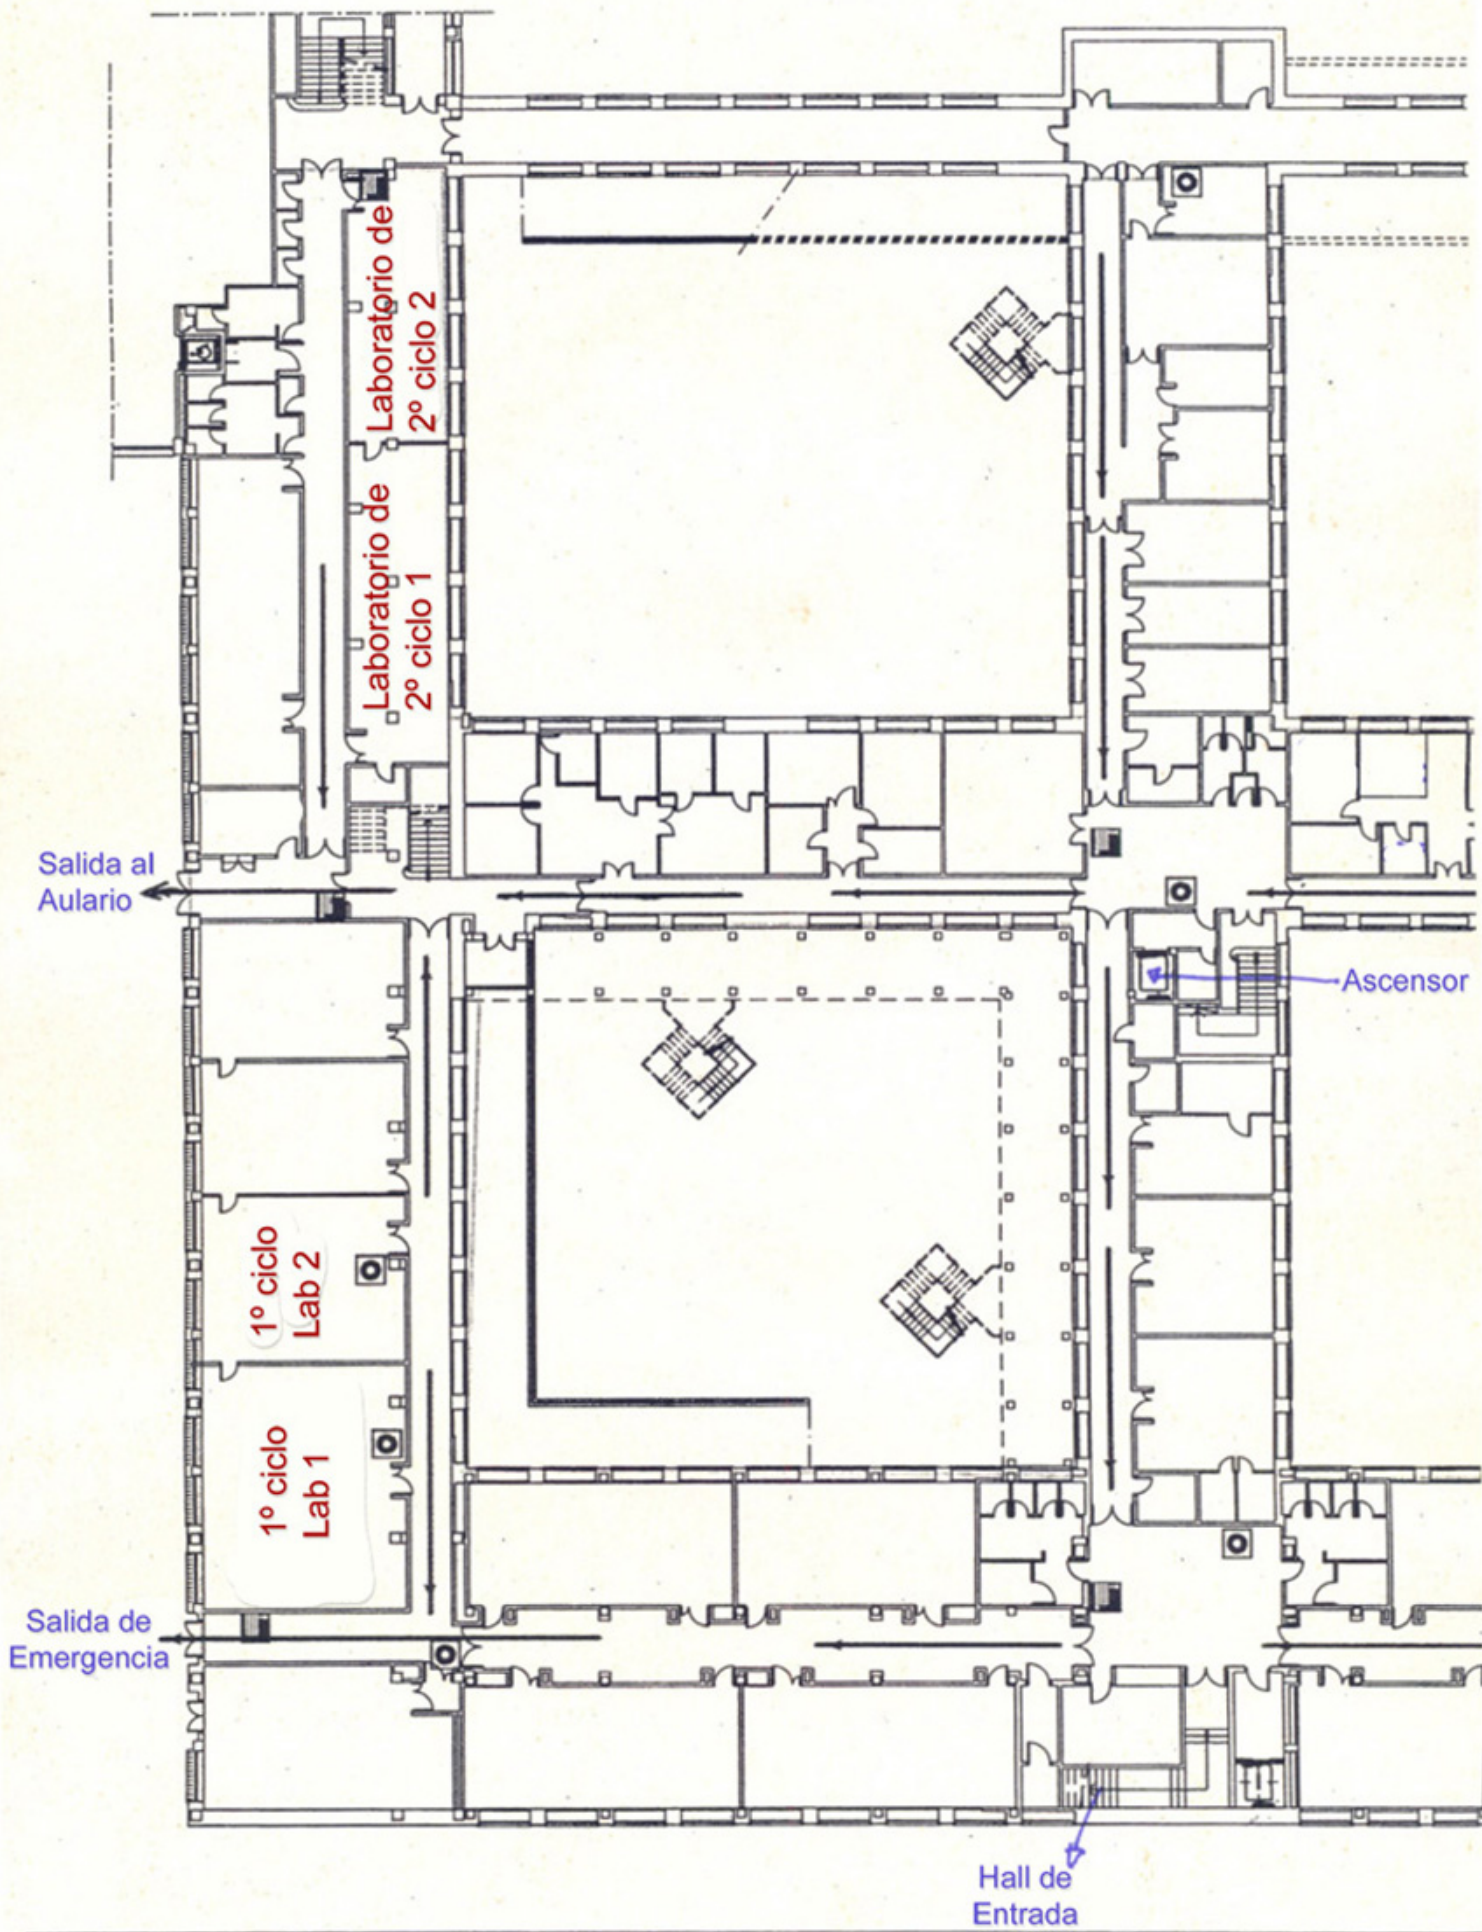 Laboratorio de
2º ciclo 2
Laboratorio de
2º ciclo 1
Salida al
Aulario
Ascensor
1º ciclo
Lab 2
1º ciclo
Lab 1
Salida de
Emergencia
Hall de
Entrada